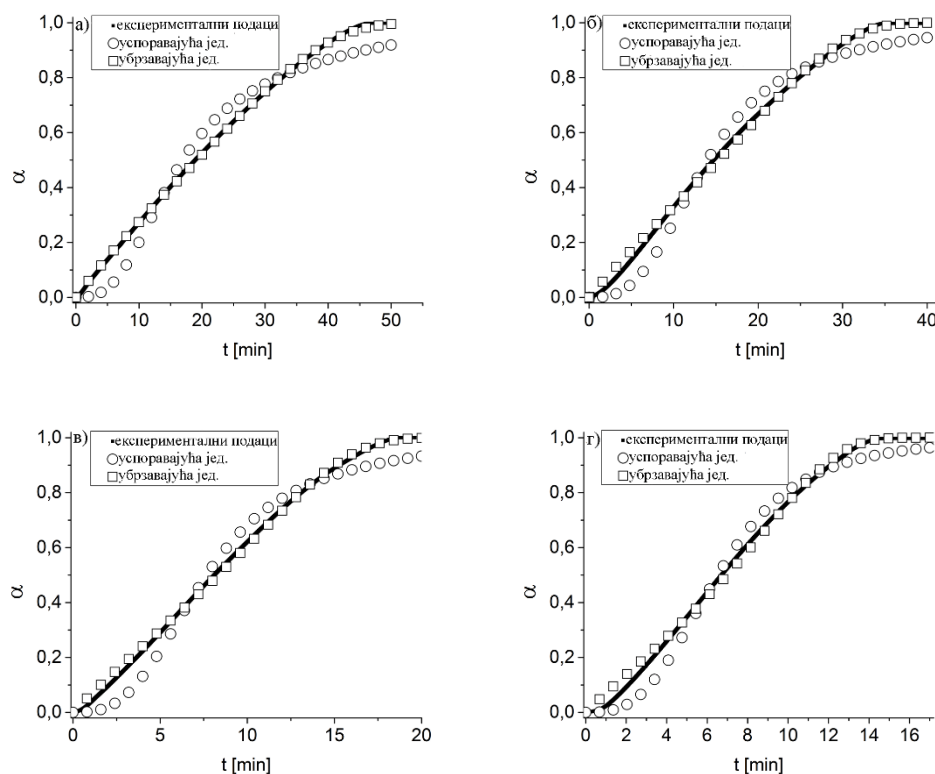 а)
експериментални подаци
успоравајућа јед.
убрзавајућа јед.
1,0
0,8
0,6
0,4
0,2
0,0
α
0 10 20 30 40 50
t [min]
б)
експериментални подаци
успоравајућа јед.
убрзавајућа јед.
1,0
0,8
0,6
0,4
0,2
0,0
α
0 10 20 30 40
t [min]
в)
експериментални подаци
успоравајућа јед.
убрзавајућа јед.
1,0
0,8
0,6
0,4
0,2
0,0
α
0 5 10 15 20
t [min]
г)
експериментални подаци
успоравајућа јед.
убрзавајућа јед.
1,0
0,8
0,6
0,4
0,2
0,0
α
0 2 4 6 8 10 12 14 16
t [min]